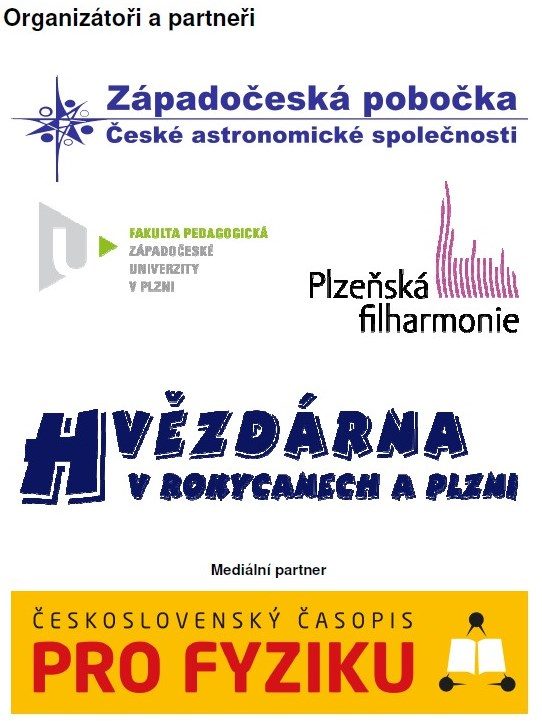 Organizátoři a partneři
Západočeská pobočka
České astronomické společnosti
FAKULTA PEDAGOGICKÁ
ZÁPADOČESKÉ
UNIVERZITY
V PLZNI
Plzeňská
filharmonie
HVĚZDÁRNA
V ROKYCANECH A PLZNI
Mediální partner
ČESKOSLOVENSKÝ ČASOPIS
PRO FYZIKU